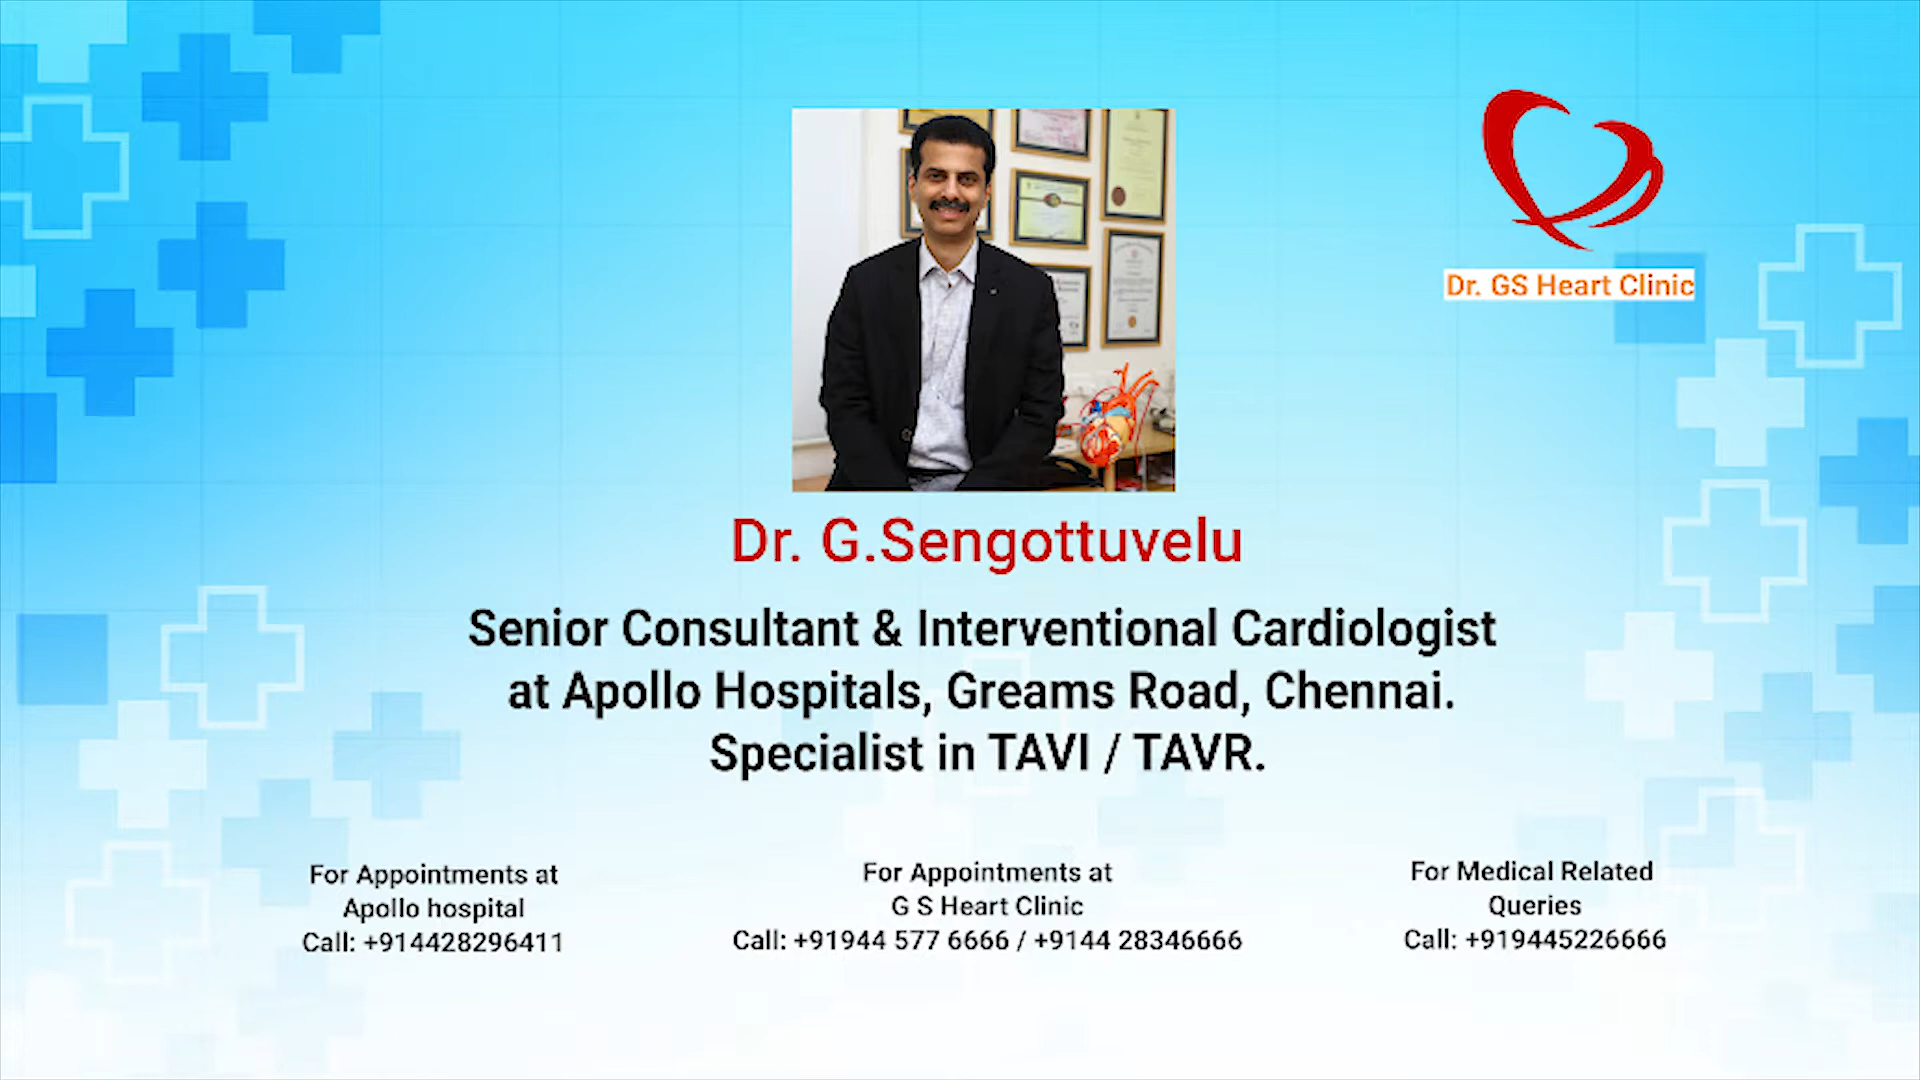 Dr. GS Heart Clinic
Dr. G.Sengottuvelu
Senior Consultant & Interventional Cardiologist
at Apollo Hospitals, Greams Road, Chennai.
Specialist in TAVI / TAVR.
For Appointments at
Apollo hospital
Call: +914428296411
For Appointments at
G S Heart Clinic
Call: +91944 577 6666 / +9144 28346666
For Medical Related
Queries
Call: +919445226666